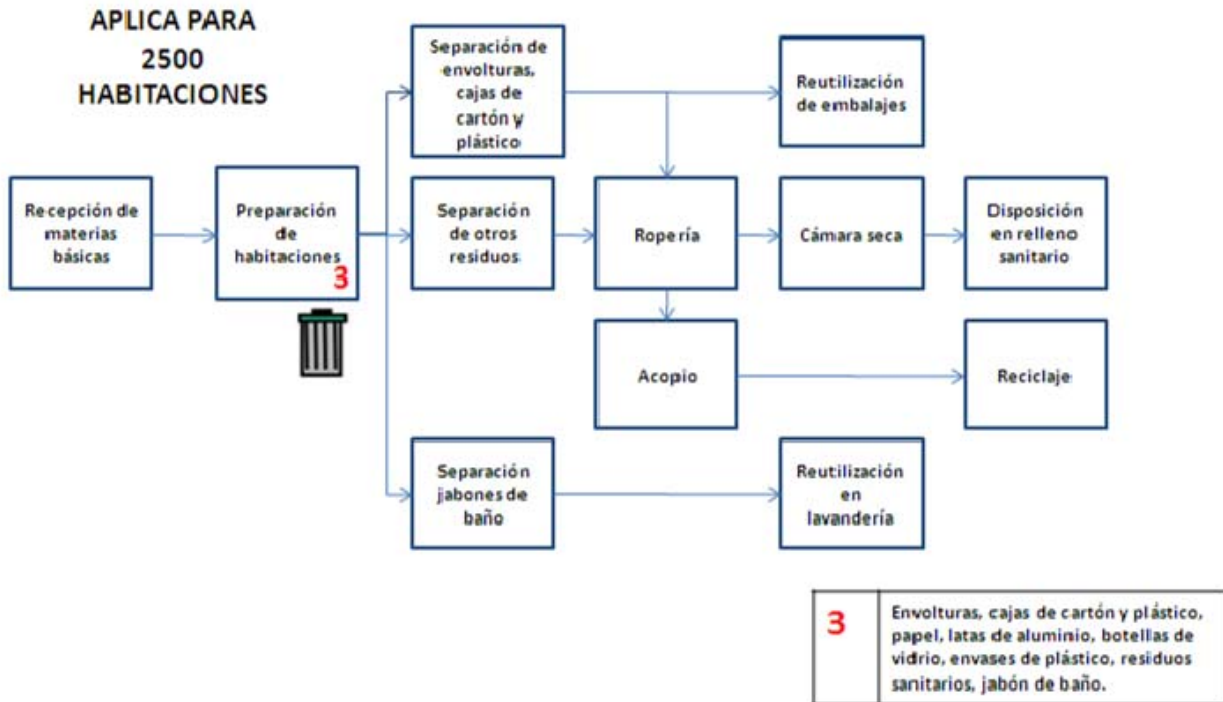 APLICA PARA
2500
HABITACIONES
Separación de
envolturas,
cajas de
cartón y
plástico
Reutilización
de embalajes
Recepción de
materias
básicas
Preparación
de
habitaciones
3
Separación
de otros
residuos
Ropería
Cámara seca
Disposición
en relleno
sanitario
Acopio
Reciclaje
Separación
jabones de
baño
Reutilización
en
lavandería
3
Envolturas, cajas de cartón y plástico,
papel, latas de aluminio, botellas de
vidrio, envases de plástico, residuos
sanitarios, jabón de baño.